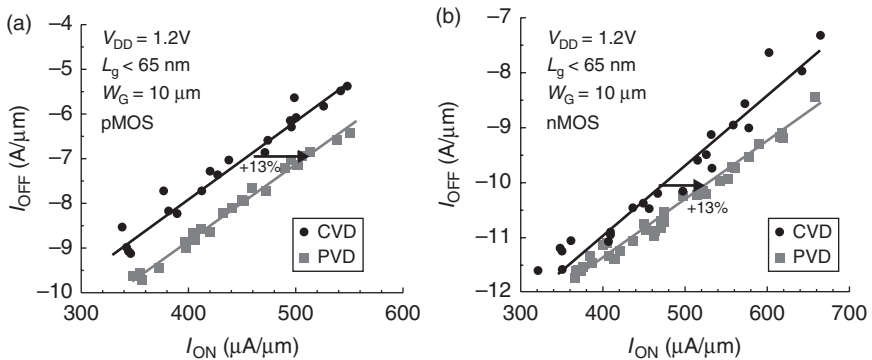 (a)
−4
−5
−6
−7
−8
−9
−10
I_OFF (A/μm)
V_DD = 1.2V
L_g < 65 nm
W_G = 10 μm
pMOS
+13%
CVD
PVD
300 400 500 600
I_ON (μA/μm)
(b)
−7
−8
−9
−10
−11
−12
I_OFF (A/μm)
V_DD = 1.2V
L_g < 65 nm
W_G = 10 μm
nMOS
+13%
CVD
PVD
300 400 500 600 700
I_ON (μA/μm)